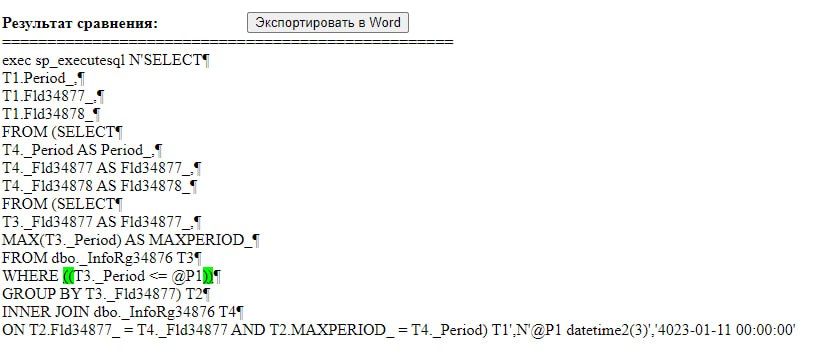 Результат сравнения: Экспортировать в Word
==================================================
exec sp_executesql N'SELECT¶
T1.Period_,¶
T1.Fld34877_,¶
T1.Fld34878_¶
FROM (SELECT¶
T4._Period AS Period_,¶
T4._Fld34877 AS Fld34877_,¶
T4._Fld34878 AS Fld34878_¶
FROM (SELECT¶
T3._Fld34877 AS Fld34877_,¶
MAX(T3._Period) AS MAXPERIOD_¶
FROM dbo._InfoRg34876 T3¶
WHERE ((T3._Period <= @P1))¶
GROUP BY T3._Fld34877) T2¶
INNER JOIN dbo._InfoRg34876 T4¶
ON T2.Fld34877_ = T4._Fld34877 AND T2.MAXPERIOD_ = T4._Period) T1',N'@P1 datetime2(3)','4023-01-11 00:00:00'